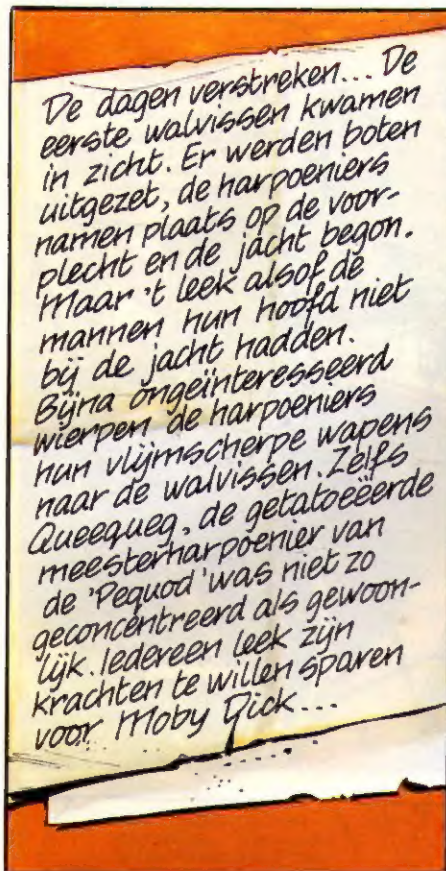 De dagen verstreken... De
eerste walvissen kwamen
in zicht. Er werden boten
uitgezet, de harpoeniers
namen plaats op de voor-
plecht en de jacht begon.
Maar 't leek alsof de
mannen hun hoofd niet
bij de jacht hadden.
Bijna ongeïnteresseerd
wierpen de harpoeniers
hun vlijmscherpe wapens
naar de walvissen. Zelfs
Queequeg, de getatoeëerde
meesterharpoenier van
de 'Pequod' was niet zo
geconcentreerd als gewoon-
lijk. Iedereen leek zijn
krachten te willen sparen
voor Moby Dick...